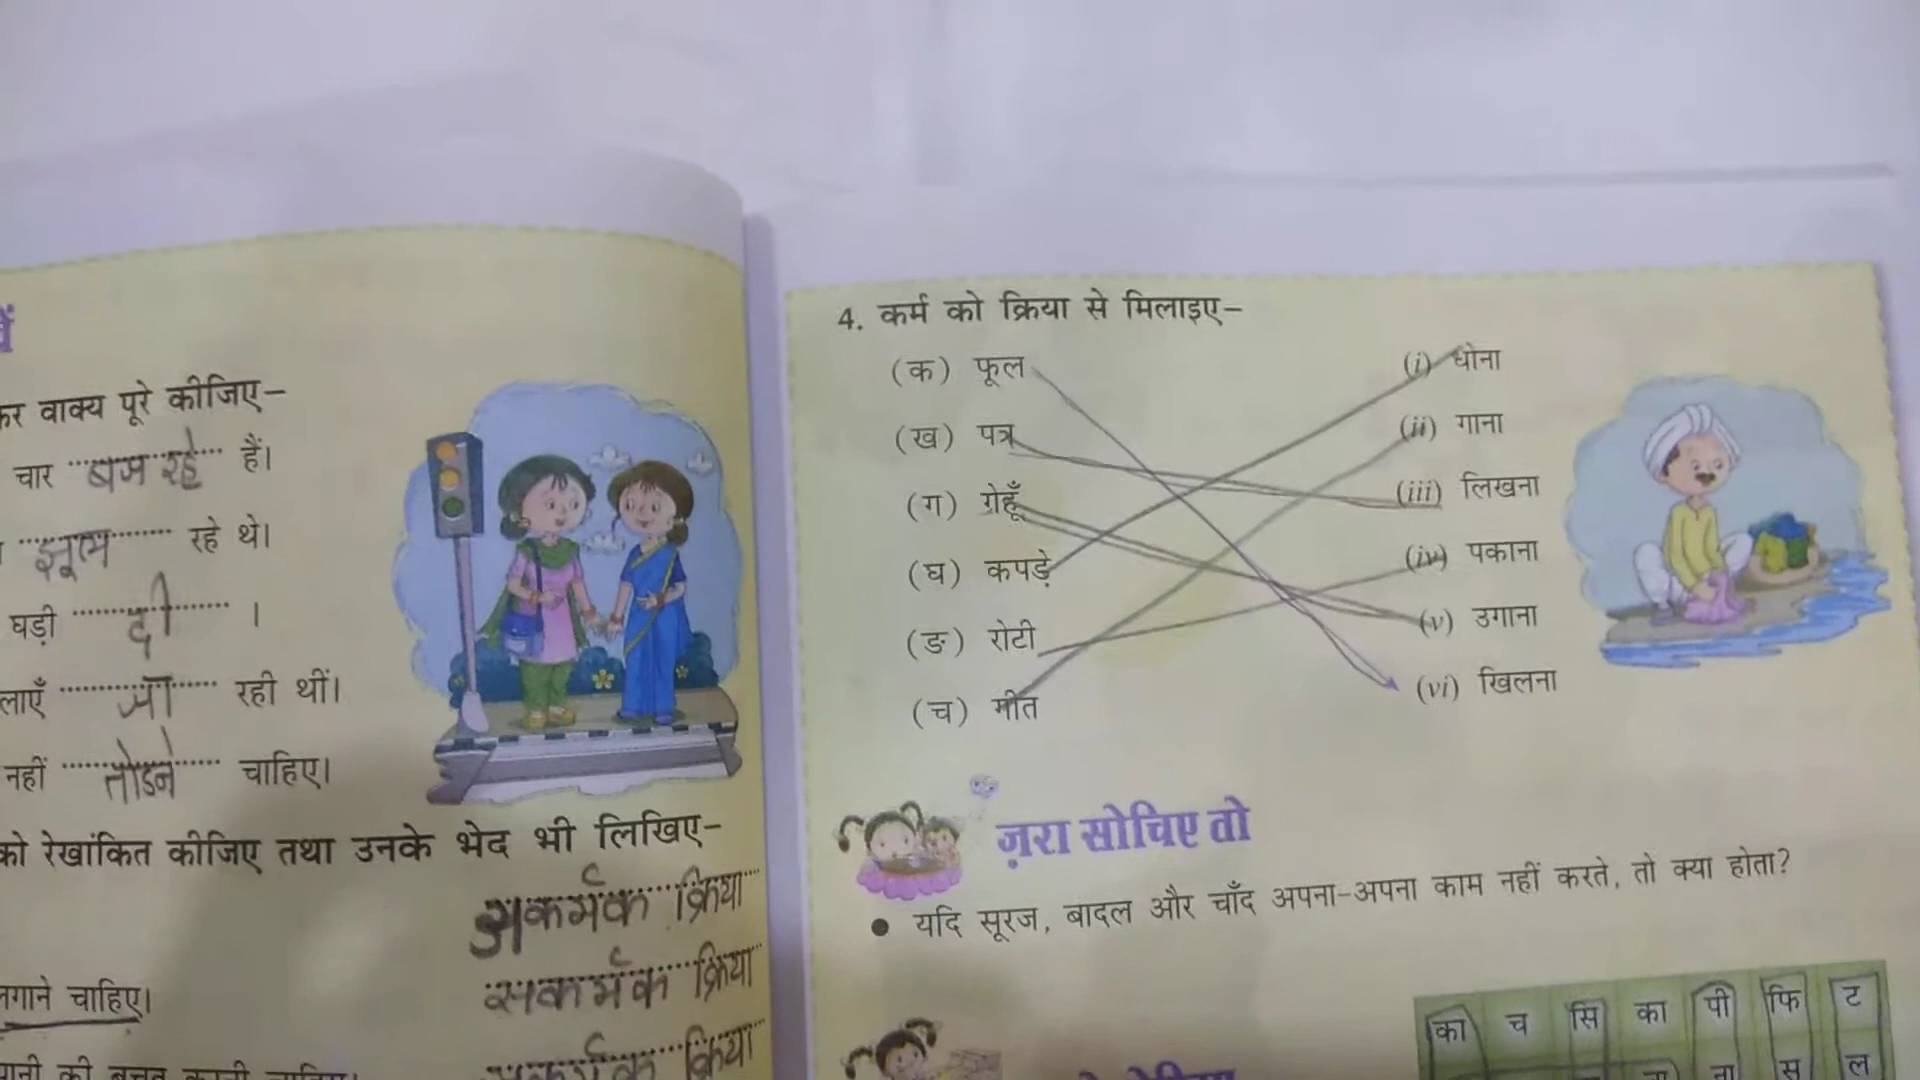 कर वाक्य पूरे कीजिए–
चार बज रहे हैं।
झूम रहे थे।
घड़ी दी ।
लाएँ जा रही थीं।
नहीं तोडने चाहिए।
को रेखांकित कीजिए तथा उनके भेद भी लिखिए–
अकर्मक क्रिया
सकर्मक क्रिया
लगाने चाहिए।
क्रिया
4. कर्म को क्रिया से मिलाइए–
(क) फूल (i) धोना
(ख) पत्र (ii) गाना
(ग) गेहूँ (iii) लिखना
(घ) कपड़े (iv) पकाना
(ङ) रोटी (v) उगाना
(च) गीत (vi) खिलना
ज़रा सोचिए तो
● यदि सूरज, बादल और चाँद अपना-अपना काम नहीं करते, तो क्या होता?
का च सि का पी फि ट
ना स ल